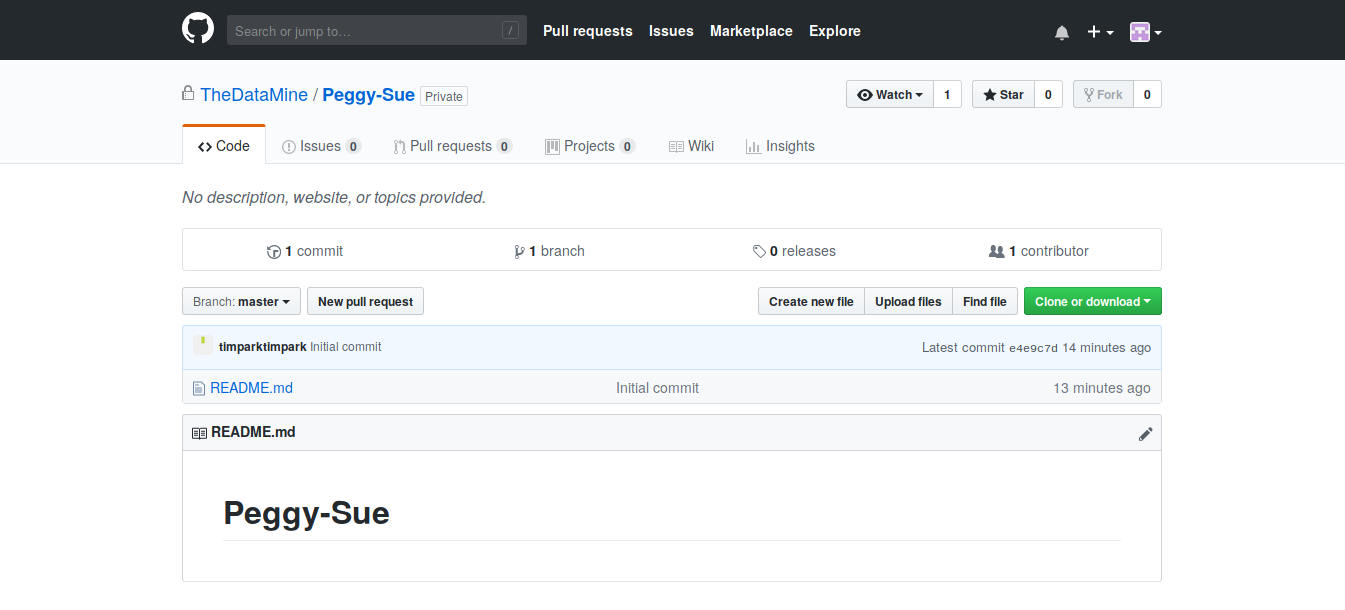 Search or jump to… / Pull requests Issues Marketplace Explore
TheDataMine / Peggy-Sue Private Watch 1 Star 0 Fork 0
Code Issues 0 Pull requests 0 Projects 0 Wiki Insights
No description, website, or topics provided.
1 commit 1 branch 0 releases 1 contributor
Branch: master New pull request Create new file Upload files Find file Clone or download
timparktimpark Initial commit Latest commit e4e9c7d 14 minutes ago
README.md Initial commit 13 minutes ago
README.md
Peggy-Sue